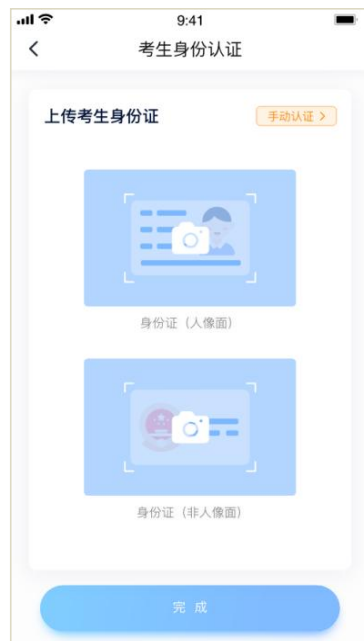 9:41
考生身份认证
上传考生身份证
手动认证 >
身份证（人像面）
身份证（非人像面）
完成